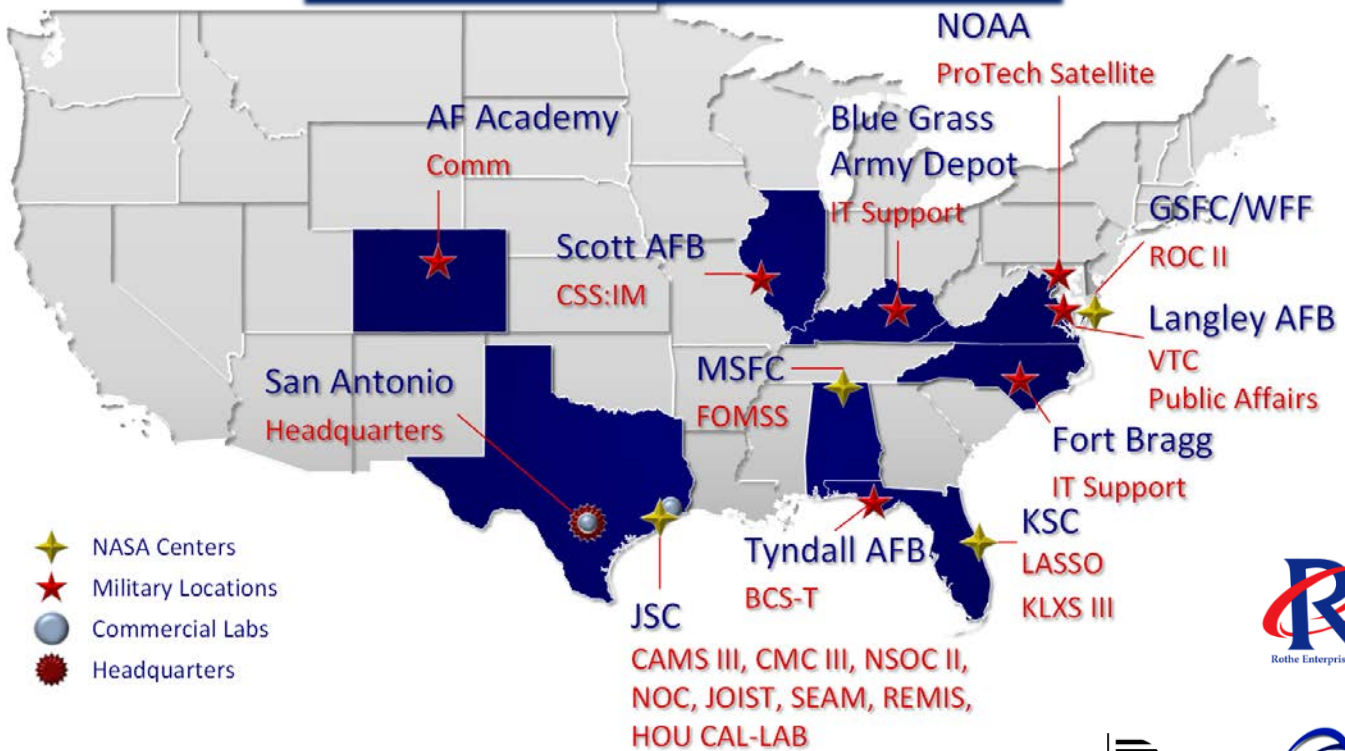 NOAA
ProTech Satellite
AF Academy
Comm
Blue Grass
Army Depot
IT Support
GSFC/WFF
ROC II
Scott AFB
CSS:IM
Langley AFB
VTC
Public Affairs
San Antonio
Headquarters
MSFC
FOMSS
Fort Bragg
IT Support
KSC
LASSO
KLXS III
Tyndall AFB
BCS-T
JSC
CAMS III, CMC III, NSOC II,
NOC, JOIST, SEAM, REMIS,
HOU CAL-LAB
NASA Centers
Military Locations
Commercial Labs
Headquarters
R
Rothe Enterpris